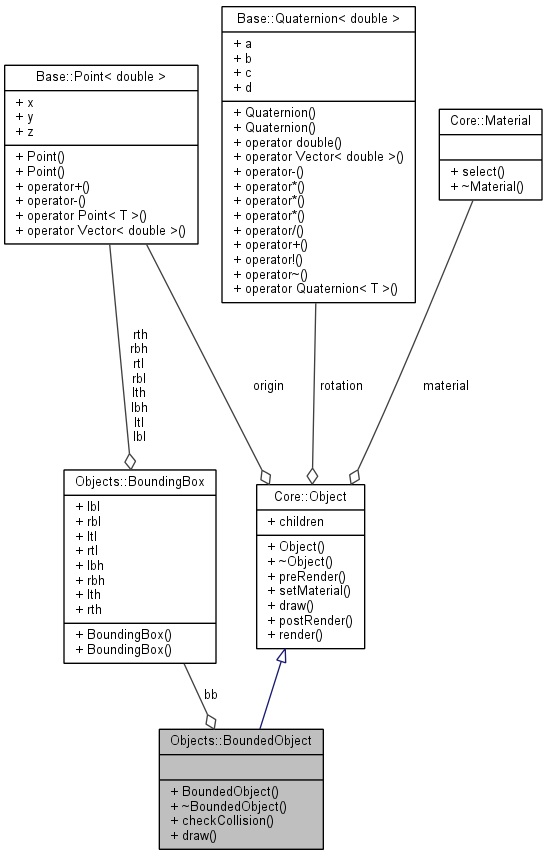 Base::Quaternion< double >
+ a
+ b
+ c
+ d
+ Quaternion()
+ Quaternion()
+ operator double()
+ operator Vector< double >()
+ operator-()
+ operator*()
+ operator*()
+ operator*()
+ operator/()
+ operator+()
+ operator!()
+ operator~()
+ operator Quaternion< T >()
Base::Point< double >
+ x
+ y
+ z
+ Point()
+ Point()
+ operator+()
+ operator-()
+ operator Point< T >()
+ operator Vector< double >()
Core::Material
+ select()
+ ~Material()
rth
rbh
rtl
rbl
lth
lbh
ltl
lbl
origin
rotation
material
Objects::BoundingBox
+ lbl
+ rbl
+ ltl
+ rtl
+ lbh
+ rbh
+ lth
+ rth
+ BoundingBox()
+ BoundingBox()
Core::Object
+ children
+ Object()
+ ~Object()
+ preRender()
+ setMaterial()
+ draw()
+ postRender()
+ render()
bb
Objects::BoundedObject
+ BoundedObject()
+ ~BoundedObject()
+ checkCollision()
+ draw()